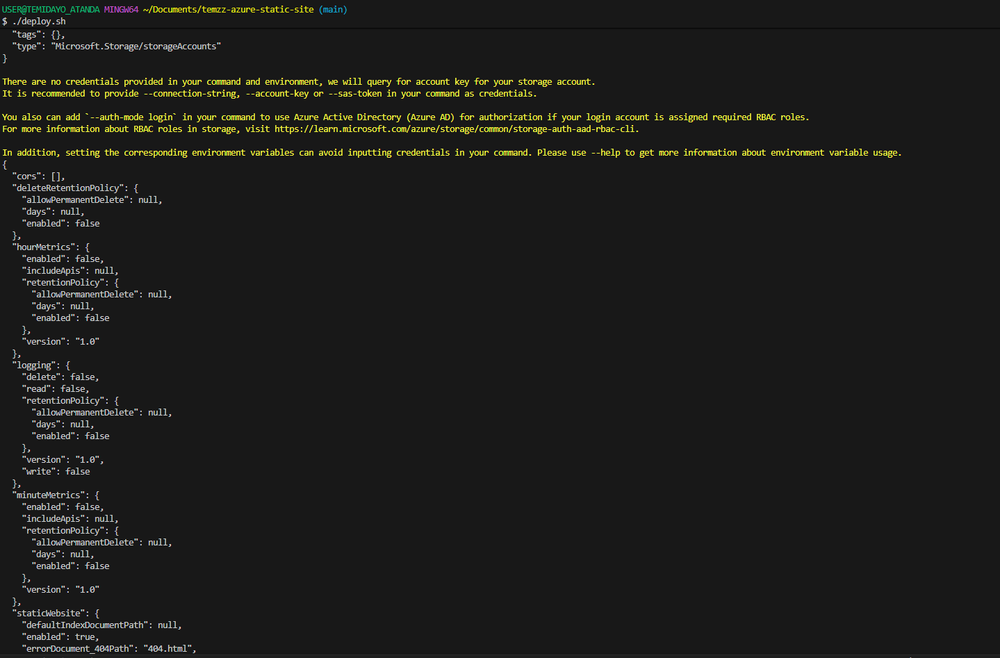 USER@TEMIDAYO_ATANDA MINGW64 ~/Documents/temzz-azure-static-site (main)
$ ./deploy.sh
  "tags": {},
  "type": "Microsoft.Storage/storageAccounts"
}

There are no credentials provided in your command and environment, we will query for account key for your storage account.
It is recommended to provide --connection-string, --account-key or --sas-token in your command as credentials.

You also can add `--auth-mode login` in your command to use Azure Active Directory (Azure AD) for authorization if your login account is assigned required RBAC roles.
For more information about RBAC roles in storage, visit https://learn.microsoft.com/azure/storage/common/storage-auth-aad-rbac-cli.

In addition, setting the corresponding environment variables can avoid inputting credentials in your command. Please use --help to get more information about environment variable usage.
{
  "cors": [],
  "deleteRetentionPolicy": {
    "allowPermanentDelete": null,
    "days": null,
    "enabled": false
  },
  "hourMetrics": {
    "enabled": false,
    "includeApis": null,
    "retentionPolicy": {
      "allowPermanentDelete": null,
      "days": null,
      "enabled": false
    },
    "version": "1.0"
  },
  "logging": {
    "delete": false,
    "read": false,
    "retentionPolicy": {
      "allowPermanentDelete": null,
      "days": null,
      "enabled": false
    },
    "version": "1.0",
    "write": false
  },
  "minuteMetrics": {
    "enabled": false,
    "includeApis": null,
    "retentionPolicy": {
      "allowPermanentDelete": null,
      "days": null,
      "enabled": false
    },
    "version": "1.0"
  },
  "staticWebsite": {
    "defaultIndexDocumentPath": null,
    "enabled": true,
    "errorDocument_404Path": "404.html",